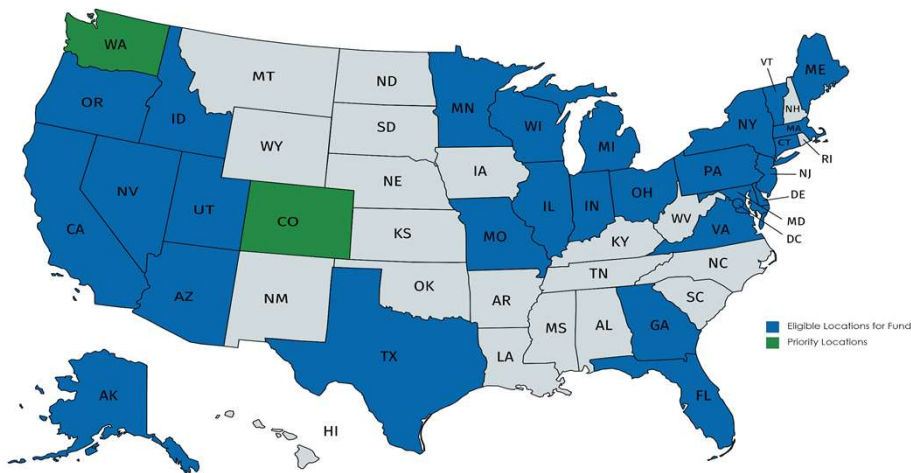 WA
MT
ND
MN
VT
ME
OR
ID
SD
WI
MI
NY
NH
MA
CT
RI
WY
IA
PA
NJ
NV
NE
OH
DE
UT
IL
IN
MD
CA
CO
KS
MO
WV
VA
DC
KY
AZ
NM
OK
AR
TN
NC
SC
MS
AL
GA
Eligible Locations for Fund
Priority Locations
TX
LA
FL
AK
HI